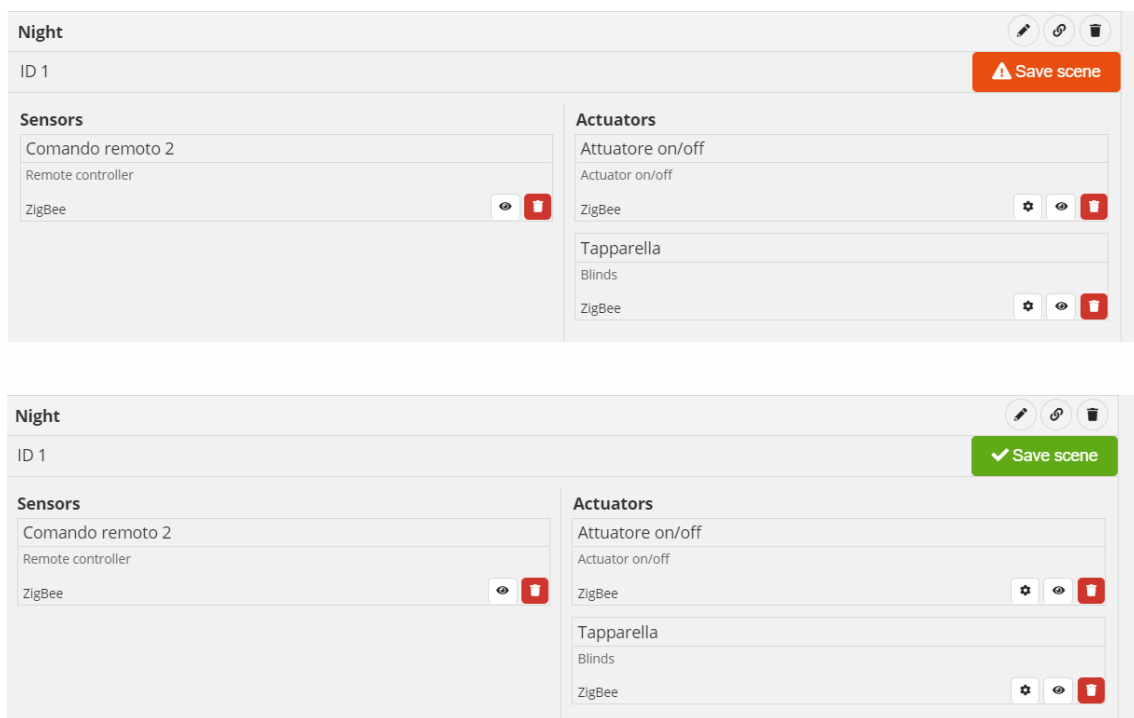 Night
ID 1
Save scene
Sensors
Comando remoto 2
Remote controller
ZigBee
Actuators
Attuatore on/off
Actuator on/off
ZigBee
Tapparella
Blinds
ZigBee
Night
ID 1
Save scene
Sensors
Comando remoto 2
Remote controller
ZigBee
Actuators
Attuatore on/off
Actuator on/off
ZigBee
Tapparella
Blinds
ZigBee